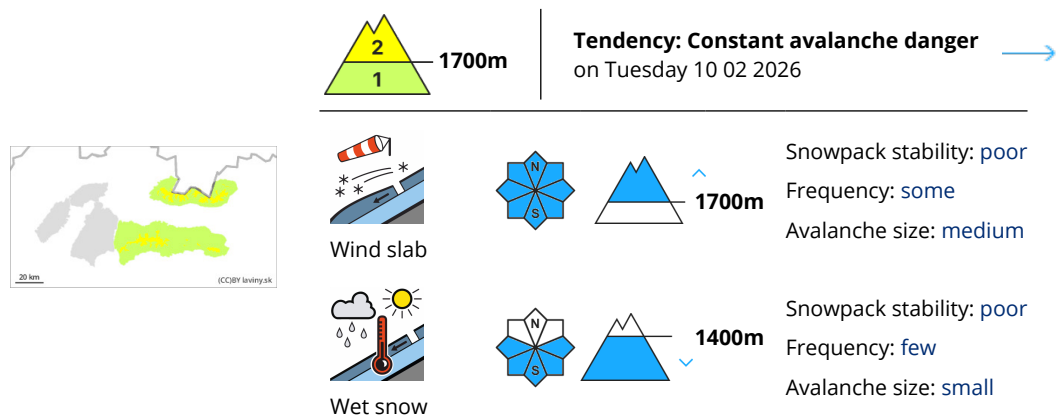 2
1
1700m
Tendency: Constant avalanche danger
on Tuesday 10 02 2026
20 km
(CC)BY laviny.sk
Wind slab
N
S
1700m
Snowpack stability: poor
Frequency: some
Avalanche size: medium
Wet snow
N
S
1400m
Snowpack stability: poor
Frequency: few
Avalanche size: small